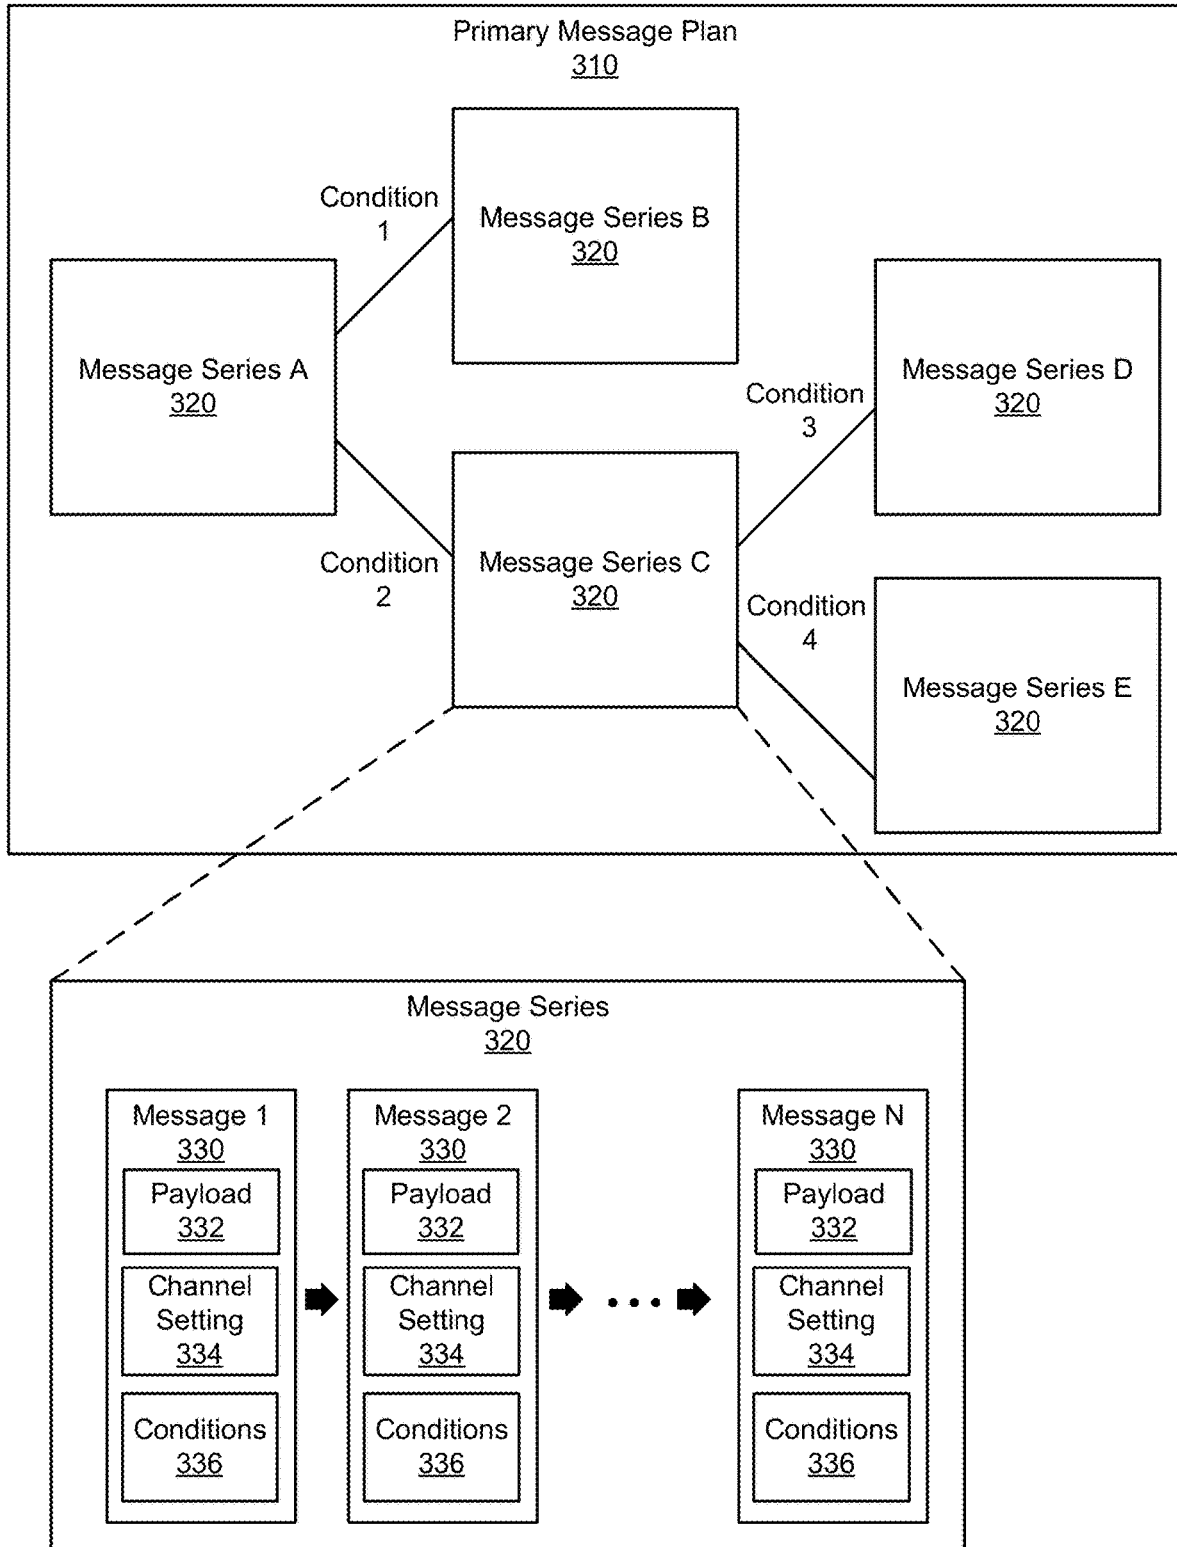 Primary Message Plan
310
Condition
1
Message Series B
320
Message Series A
320
Condition
2
Message Series C
320
Condition
3
Message Series D
320
Condition
4
Message Series E
320
Message Series
320
Message 1
330
Payload
332
Channel
Setting
334
Conditions
336
Message 2
330
Payload
332
Channel
Setting
334
Conditions
336
...
Message N
330
Payload
332
Channel
Setting
334
Conditions
336